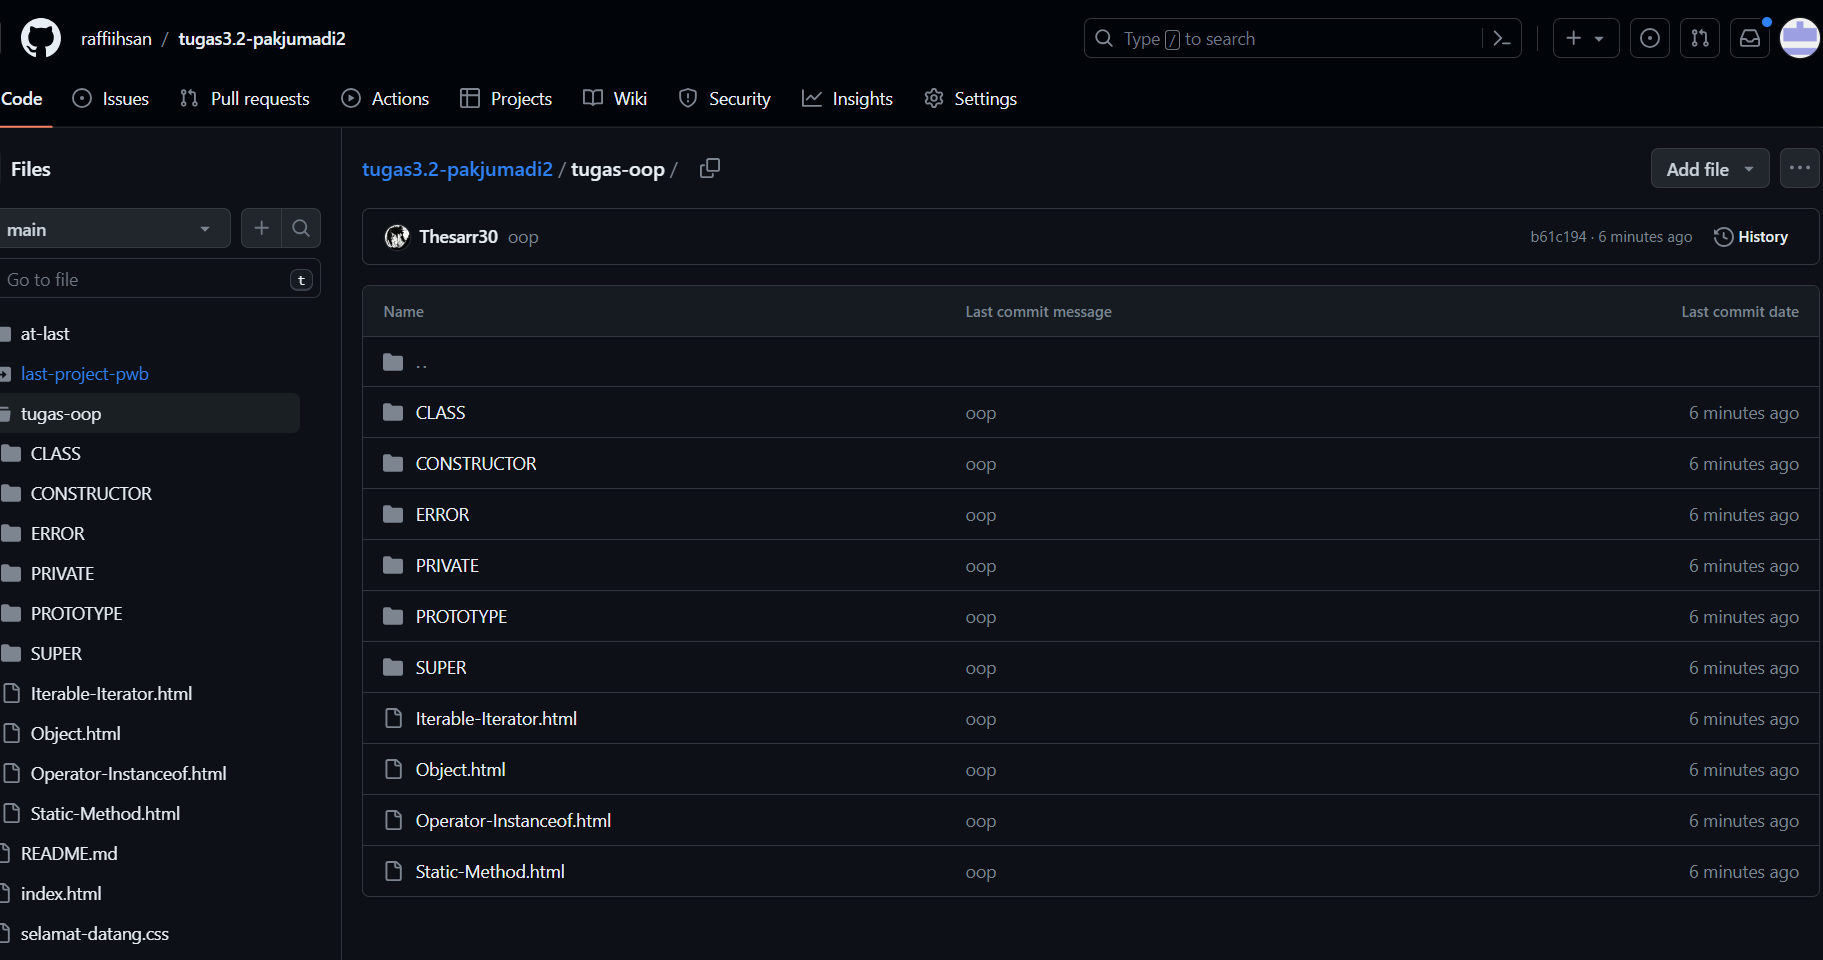 raffiihsan / tugas3.2-pakjumadi2
Type / to search
Code Issues Pull requests Actions Projects Wiki Security Insights Settings
Files
main
Go to file t
at-last
last-project-pwb
tugas-oop
CLASS
CONSTRUCTOR
ERROR
PRIVATE
PROTOTYPE
SUPER
Iterable-Iterator.html
Object.html
Operator-Instanceof.html
Static-Method.html
README.md
index.html
selamat-datang.css
tugas3.2-pakjumadi2 / tugas-oop /
Add file
Thesarr30 oop b61c194 · 6 minutes ago History
Name Last commit message Last commit date
..
CLASS oop 6 minutes ago
CONSTRUCTOR oop 6 minutes ago
ERROR oop 6 minutes ago
PRIVATE oop 6 minutes ago
PROTOTYPE oop 6 minutes ago
SUPER oop 6 minutes ago
Iterable-Iterator.html oop 6 minutes ago
Object.html oop 6 minutes ago
Operator-Instanceof.html oop 6 minutes ago
Static-Method.html oop 6 minutes ago